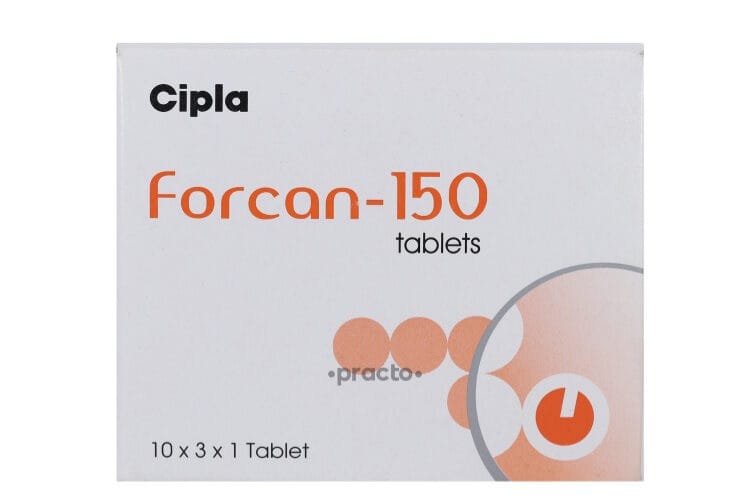 Cipla
Forcan-150
tablets
•practo•
10 x 3 x 1 Tablet